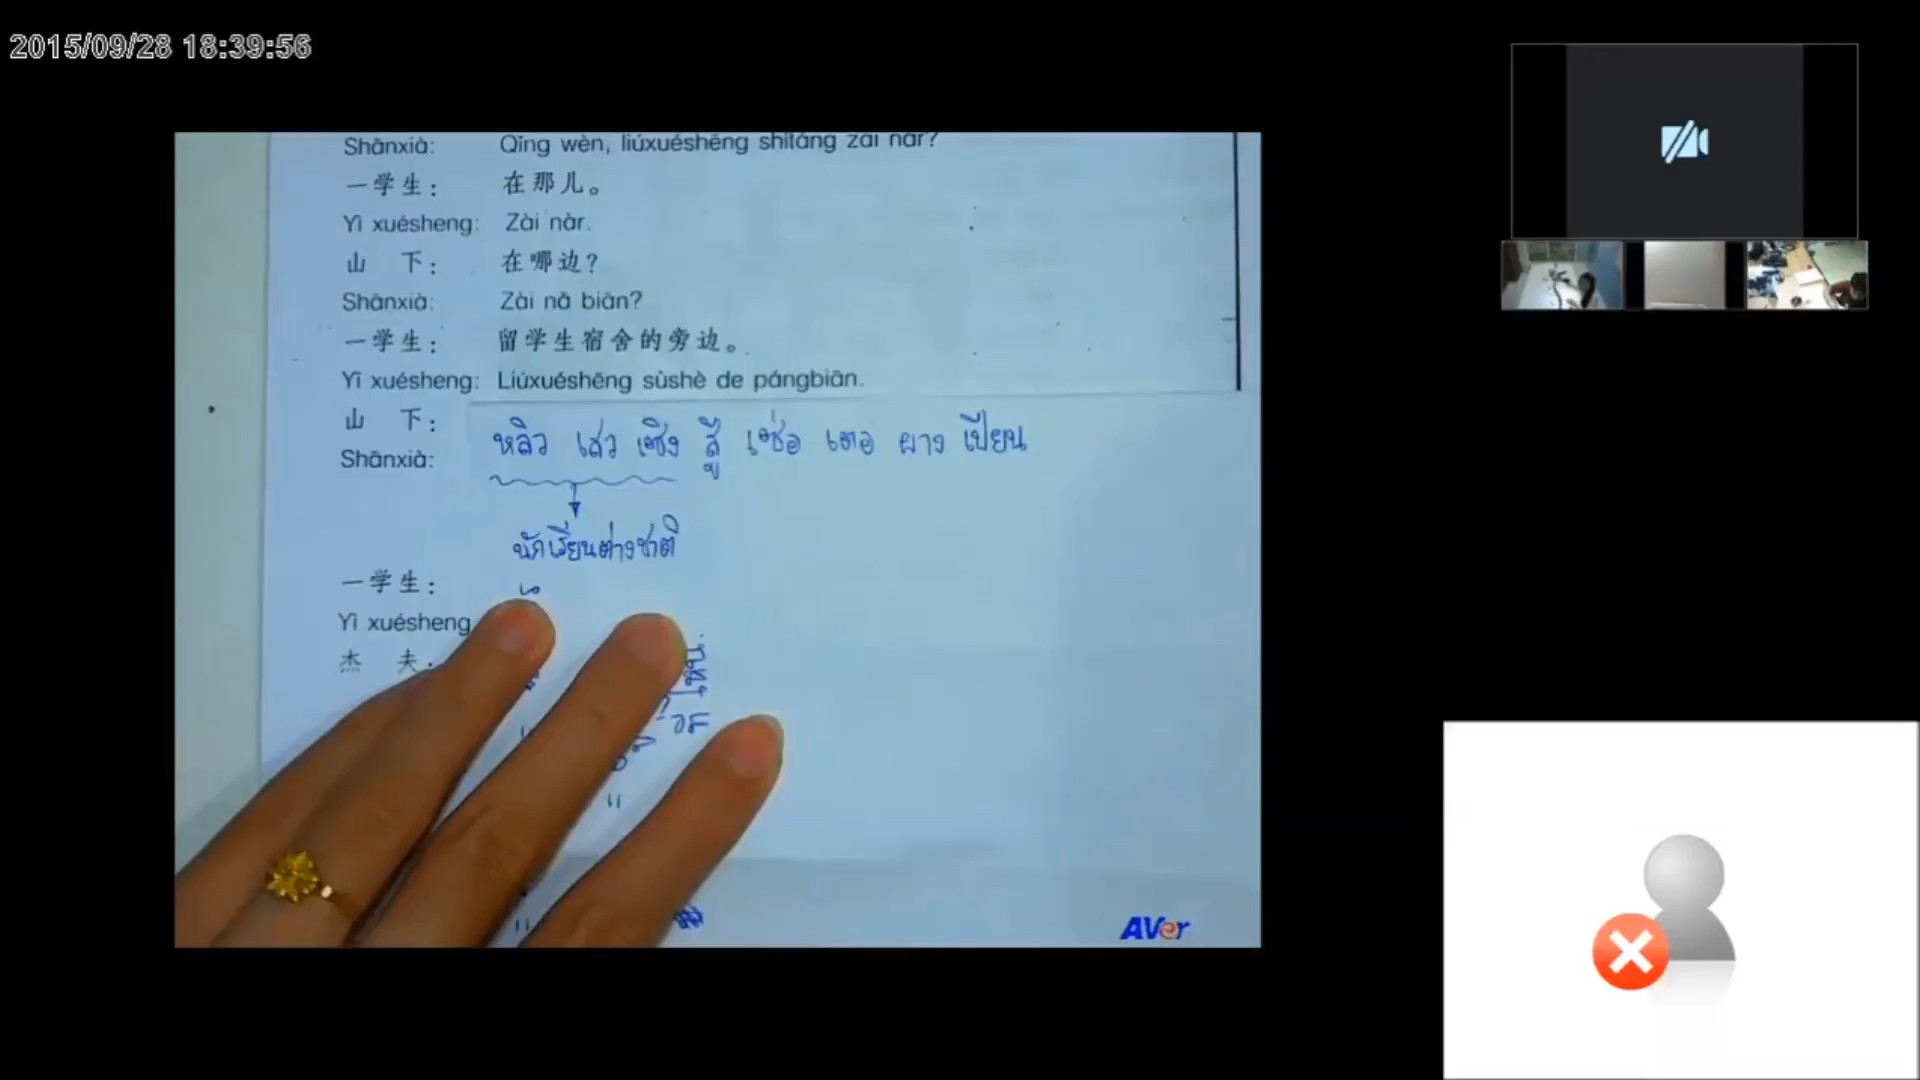 2015/09/28 18:39:56
Shānxià: Qǐng wèn, liúxuéshēng shítáng zài nǎr?
一学生: 在那儿。
Yì xuésheng: Zài nàr.
山 下: 在哪边?
Shānxià: Zài nǎ biān?
一学生: 留学生宿舍的旁边。
Yì xuésheng: Liúxuéshēng sùshè de pángbiān.
山 下:
หลิว เสว เซิง สู้ เซ่อ เตอ ผาง เปียน
Shānxià:
นักเรียนต่างชาติ
一学生:
Yì xuésheng
杰 夫:
AVer